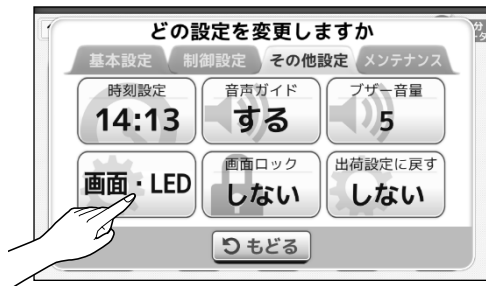 どの設定を変更しますか
基本設定 制御設定 その他設定 メンテナンス
時刻設定 音声ガイド ブザー音量
14:13 する 5
画面・LED 画面ロック 出荷設定に戻す
しない しない
もどる